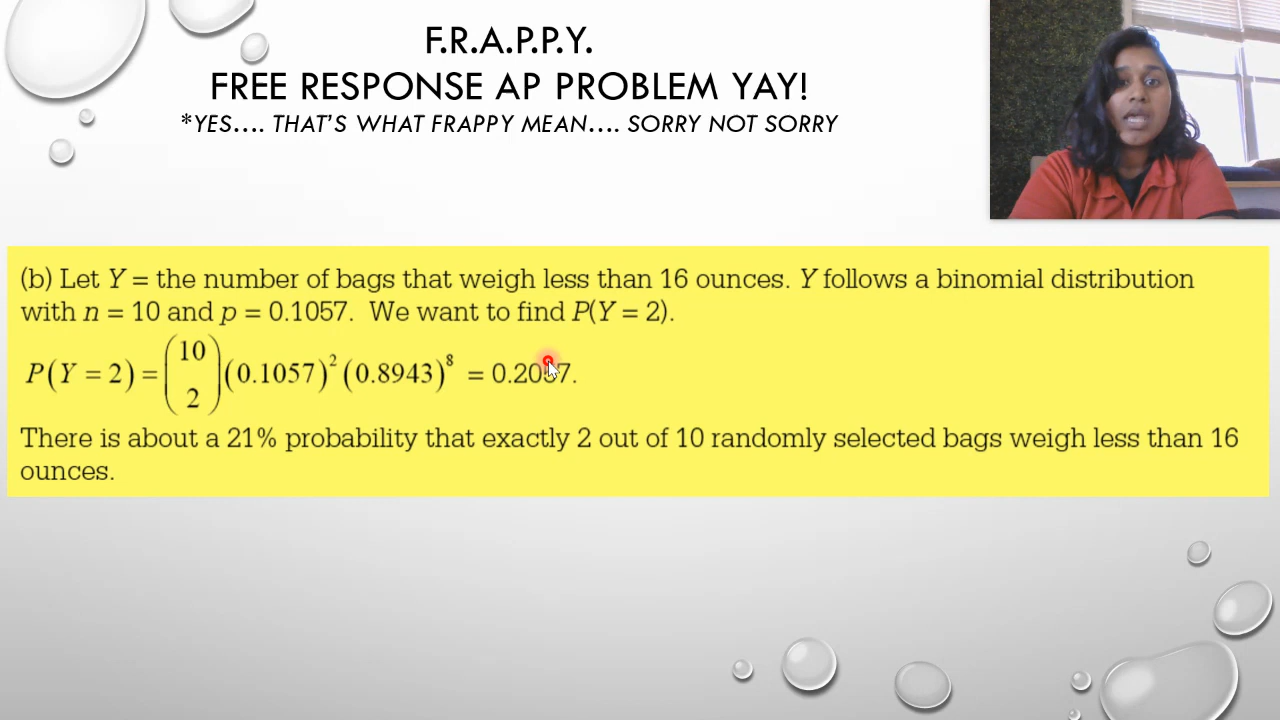 F.R.A.P.P.Y.
FREE RESPONSE AP PROBLEM YAY!
*YES.... THAT'S WHAT FRAPPY MEAN.... SORRY NOT SORRY
(b) Let Y = the number of bags that weigh less than 16 ounces. Y follows a binomial distribution
with n = 10 and p = 0.1057. We want to find P(Y = 2).
P(Y = 2) = (10 2) (0.1057)^2 (0.8943)^8 = 0.2057.
There is about a 21% probability that exactly 2 out of 10 randomly selected bags weigh less than 16
ounces.